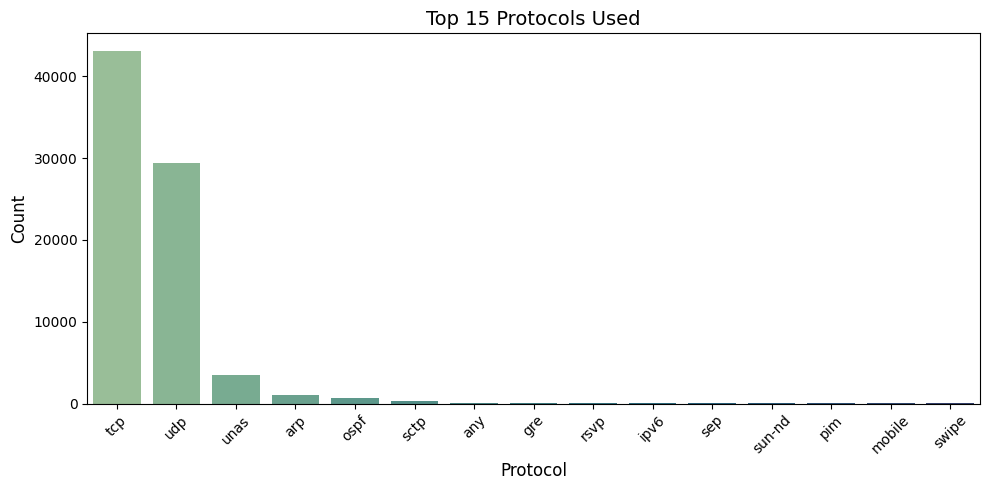 Top 15 Protocols Used
Count
40000
30000
20000
10000
0
tcp
udp
unas
arp
ospf
sctp
any
gre
rsvp
ipv6
sep
sun-nd
pim
mobile
swipe
Protocol